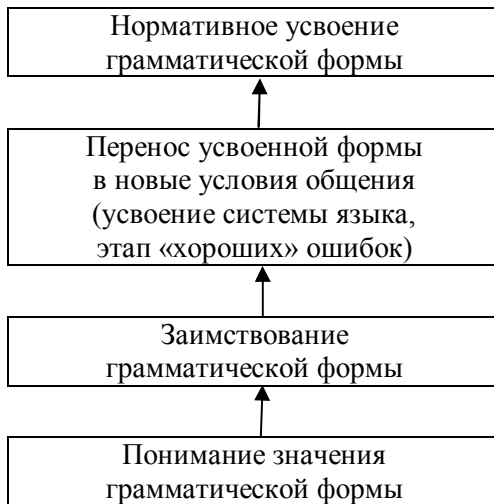 Нормативное усвоение
грамматической формы
Перенос усвоенной формы
в новые условия общения
(усвоение системы языка,
этап «хороших» ошибок)
Заимствование
грамматической формы
Понимание значения
грамматической формы